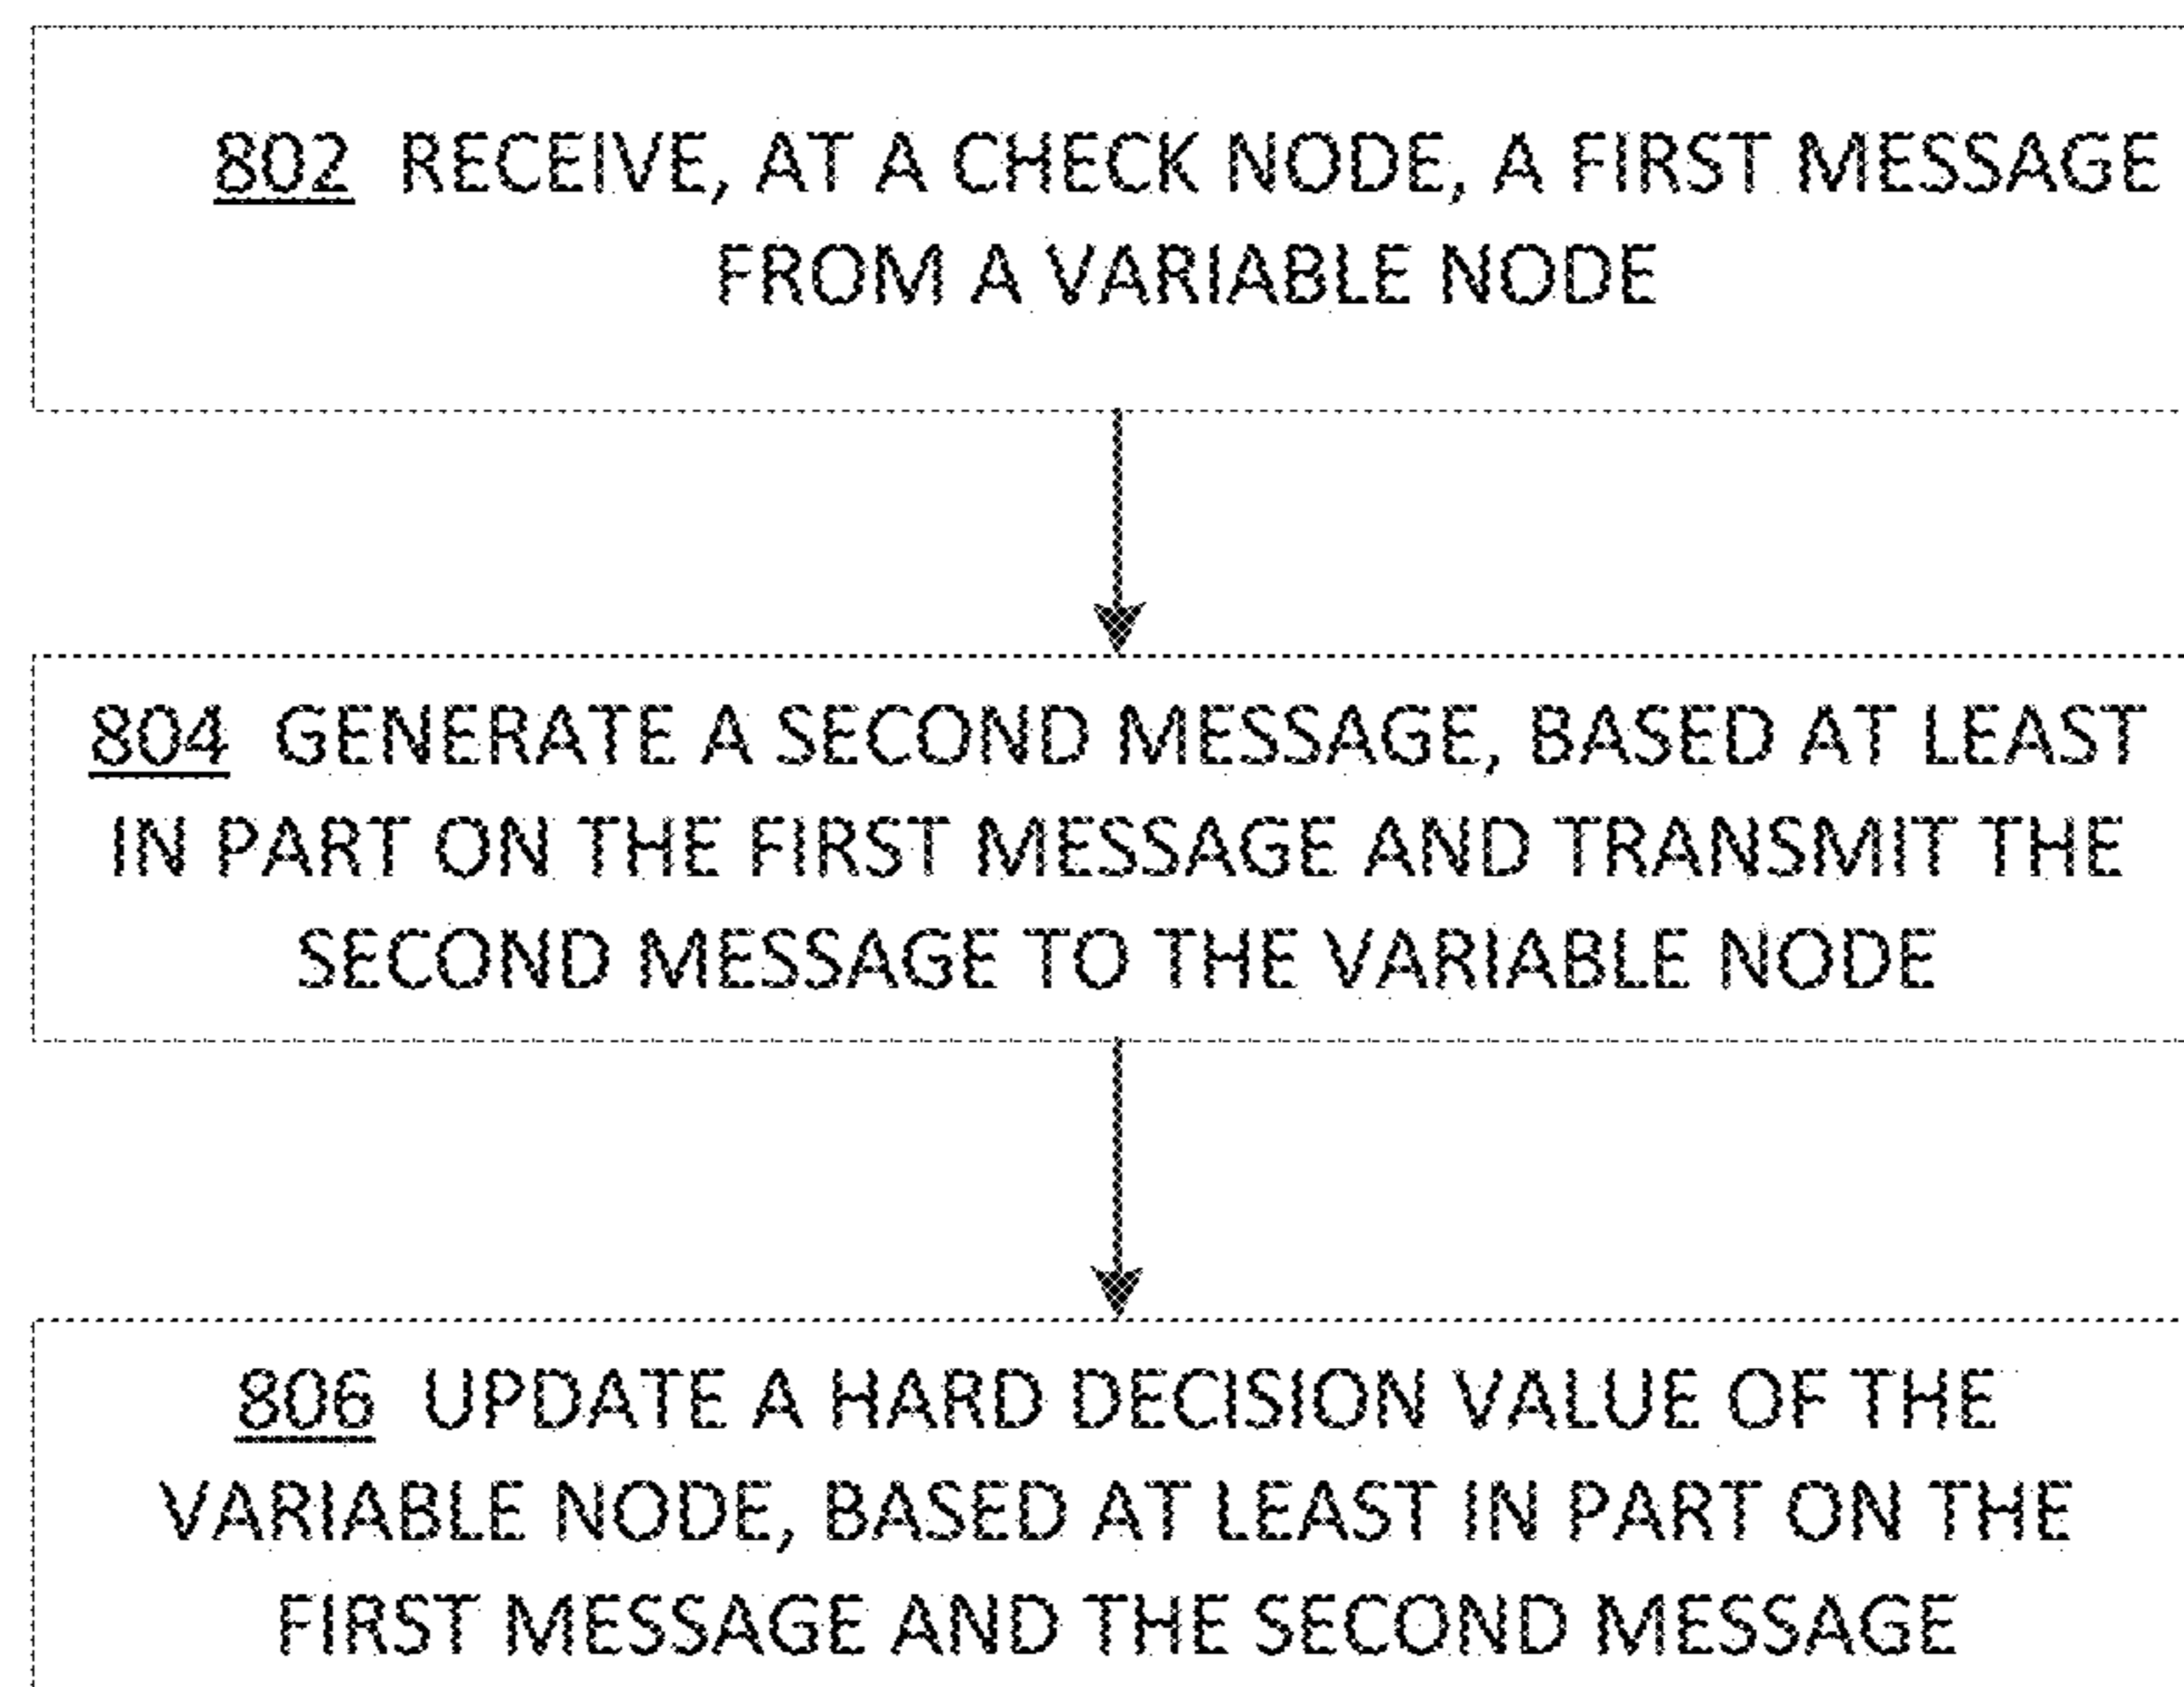 802 RECEIVE, AT A CHECK NODE, A FIRST MESSAGE
FROM A VARIABLE NODE
804 GENERATE A SECOND MESSAGE, BASED AT LEAST
IN PART ON THE FIRST MESSAGE AND TRANSMIT THE
SECOND MESSAGE TO THE VARIABLE NODE
806 UPDATE A HARD DECISION VALUE OF THE
VARIABLE NODE, BASED AT LEAST IN PART ON THE
FIRST MESSAGE AND THE SECOND MESSAGE